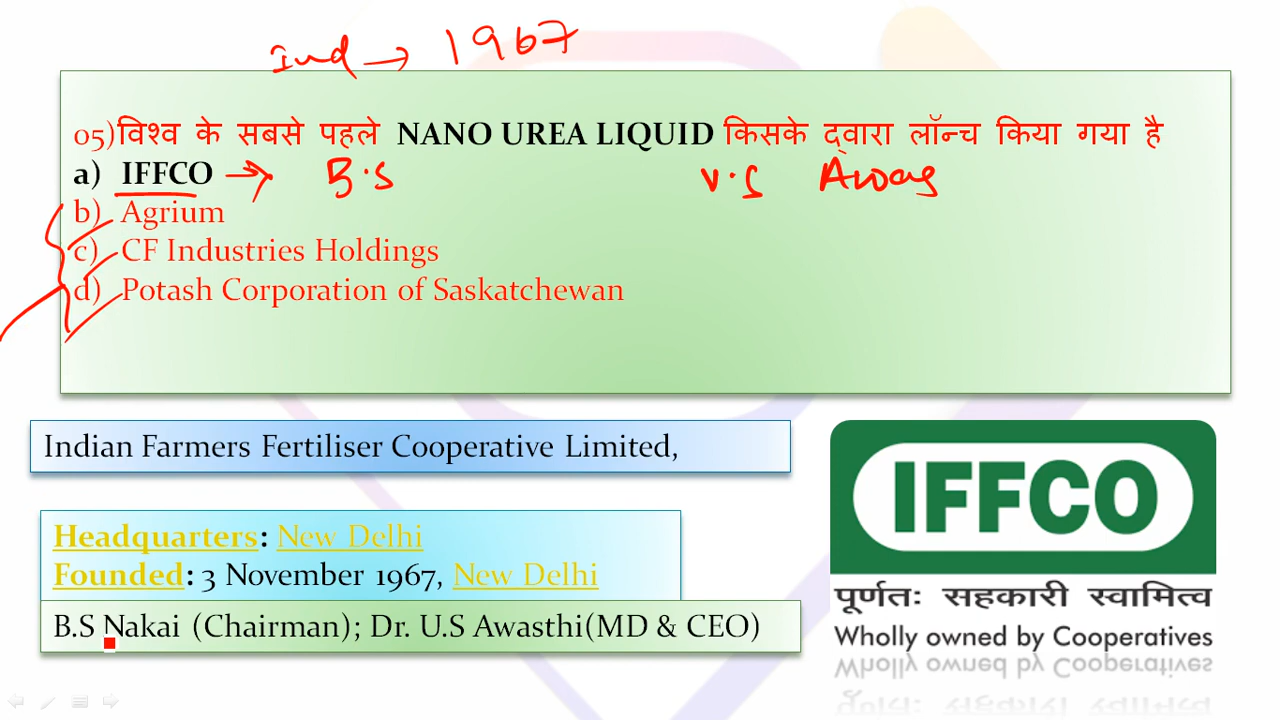 Ind → 1967
05)विश्व के सबसे पहले NANO UREA LIQUID किसके द्वारा लॉन्च किया गया है
a) IFFCO → B.S V.S
b) Agrium
c) CF Industries Holdings
d) Potash Corporation of Saskatchewan
Indian Farmers Fertiliser Cooperative Limited,
Headquarters: New Delhi
Founded: 3 November 1967, New Delhi
B.S Nakai (Chairman); Dr. U.S Awasthi(MD & CEO)
IFFCO
पूर्णतः सहकारी स्वामित्व
Wholly owned by Cooperatives